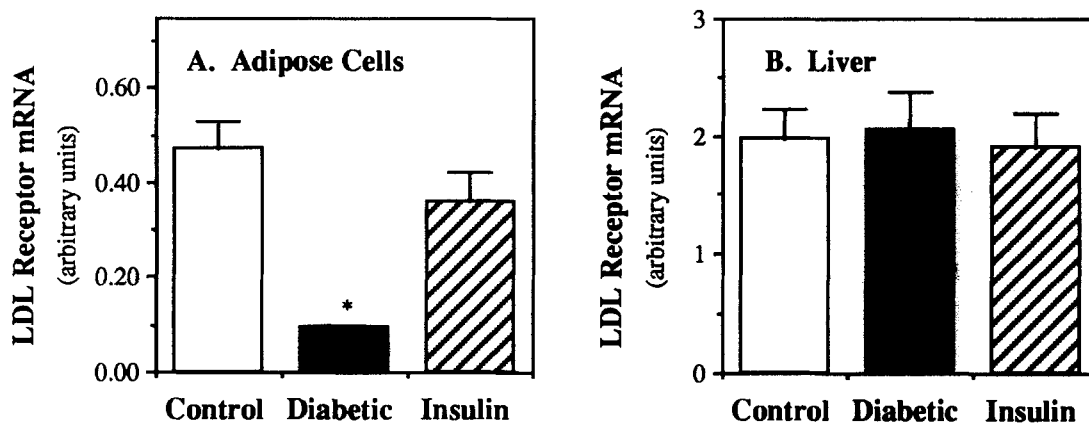 A. Adipose Cells
LDL Receptor mRNA
(arbitrary units)
0.60
0.40
0.20
0.00
*
Control Diabetic Insulin
B. Liver
LDL Receptor mRNA
(arbitrary units)
3
2
1
0
Control Diabetic Insulin